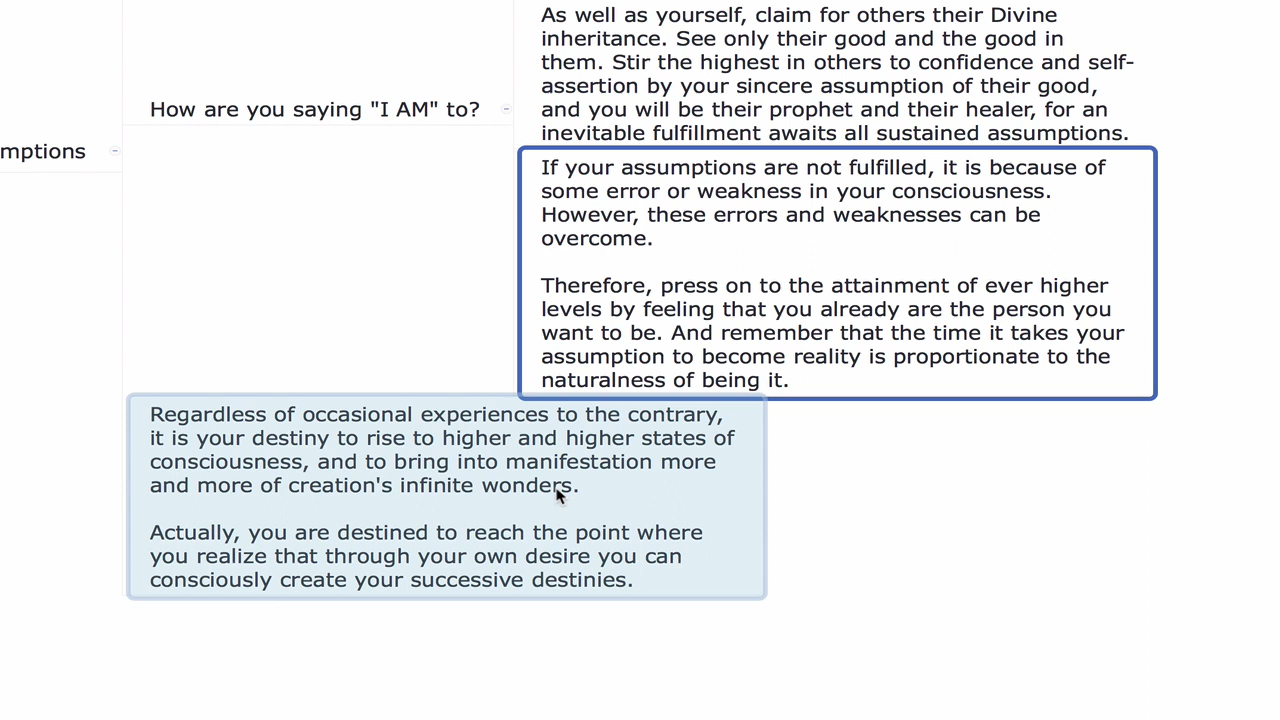 As well as yourself, claim for others their Divine
inheritance. See only their good and the good in
them. Stir the highest in others to confidence and self-
assertion by your sincere assumption of their good,
and you will be their prophet and their healer, for an
inevitable fulfillment awaits all sustained assumptions.
How are you saying "I AM" to?
mptions
If your assumptions are not fulfilled, it is because of
some error or weakness in your consciousness.
However, these errors and weaknesses can be
overcome.
Therefore, press on to the attainment of ever higher
levels by feeling that you already are the person you
want to be. And remember that the time it takes your
assumption to become reality is proportionate to the
naturalness of being it.
Regardless of occasional experiences to the contrary,
it is your destiny to rise to higher and higher states of
consciousness, and to bring into manifestation more
and more of creation's infinite wonders.
Actually, you are destined to reach the point where
you realize that through your own desire you can
consciously create your successive destinies.